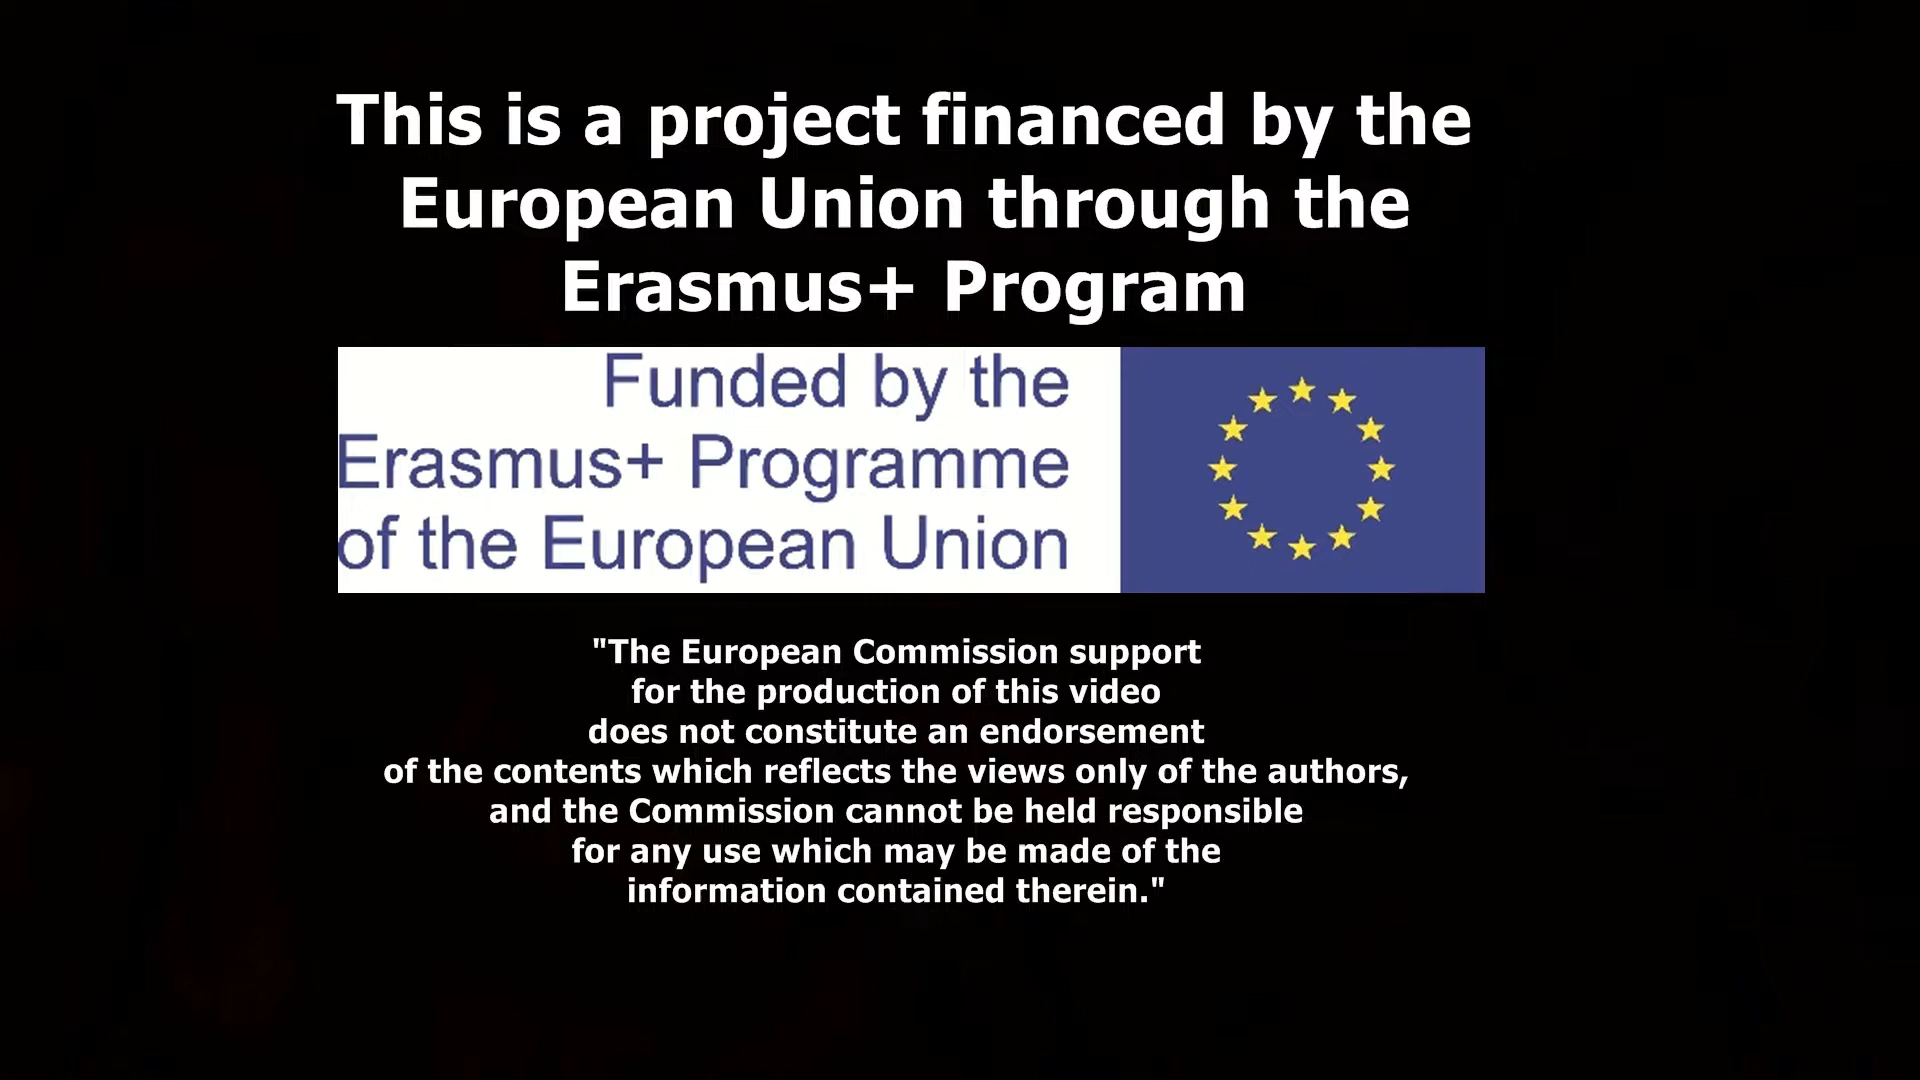 This is a project financed by the
European Union through the
Erasmus+ Program
Funded by the
Erasmus+ Programme
of the European Union
"The European Commission support
for the production of this video
does not constitute an endorsement
of the contents which reflects the views only of the authors,
and the Commission cannot be held responsible
for any use which may be made of the
information contained therein."